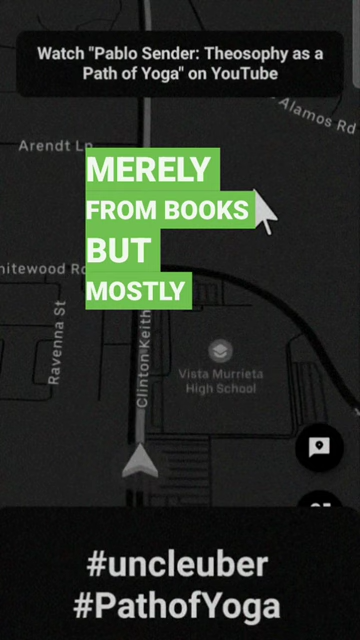 Watch "Pablo Sender: Theosophy as a
Path of Yoga" on YouTube
Alamos Rd
Arendt Ln
MERELY
FROM BOOKS
BUT
MOSTLY
hitewood Rd
Ravenna St
Clinton Keith
Vista Murrieta
High School
#uncleuber
#PathofYoga